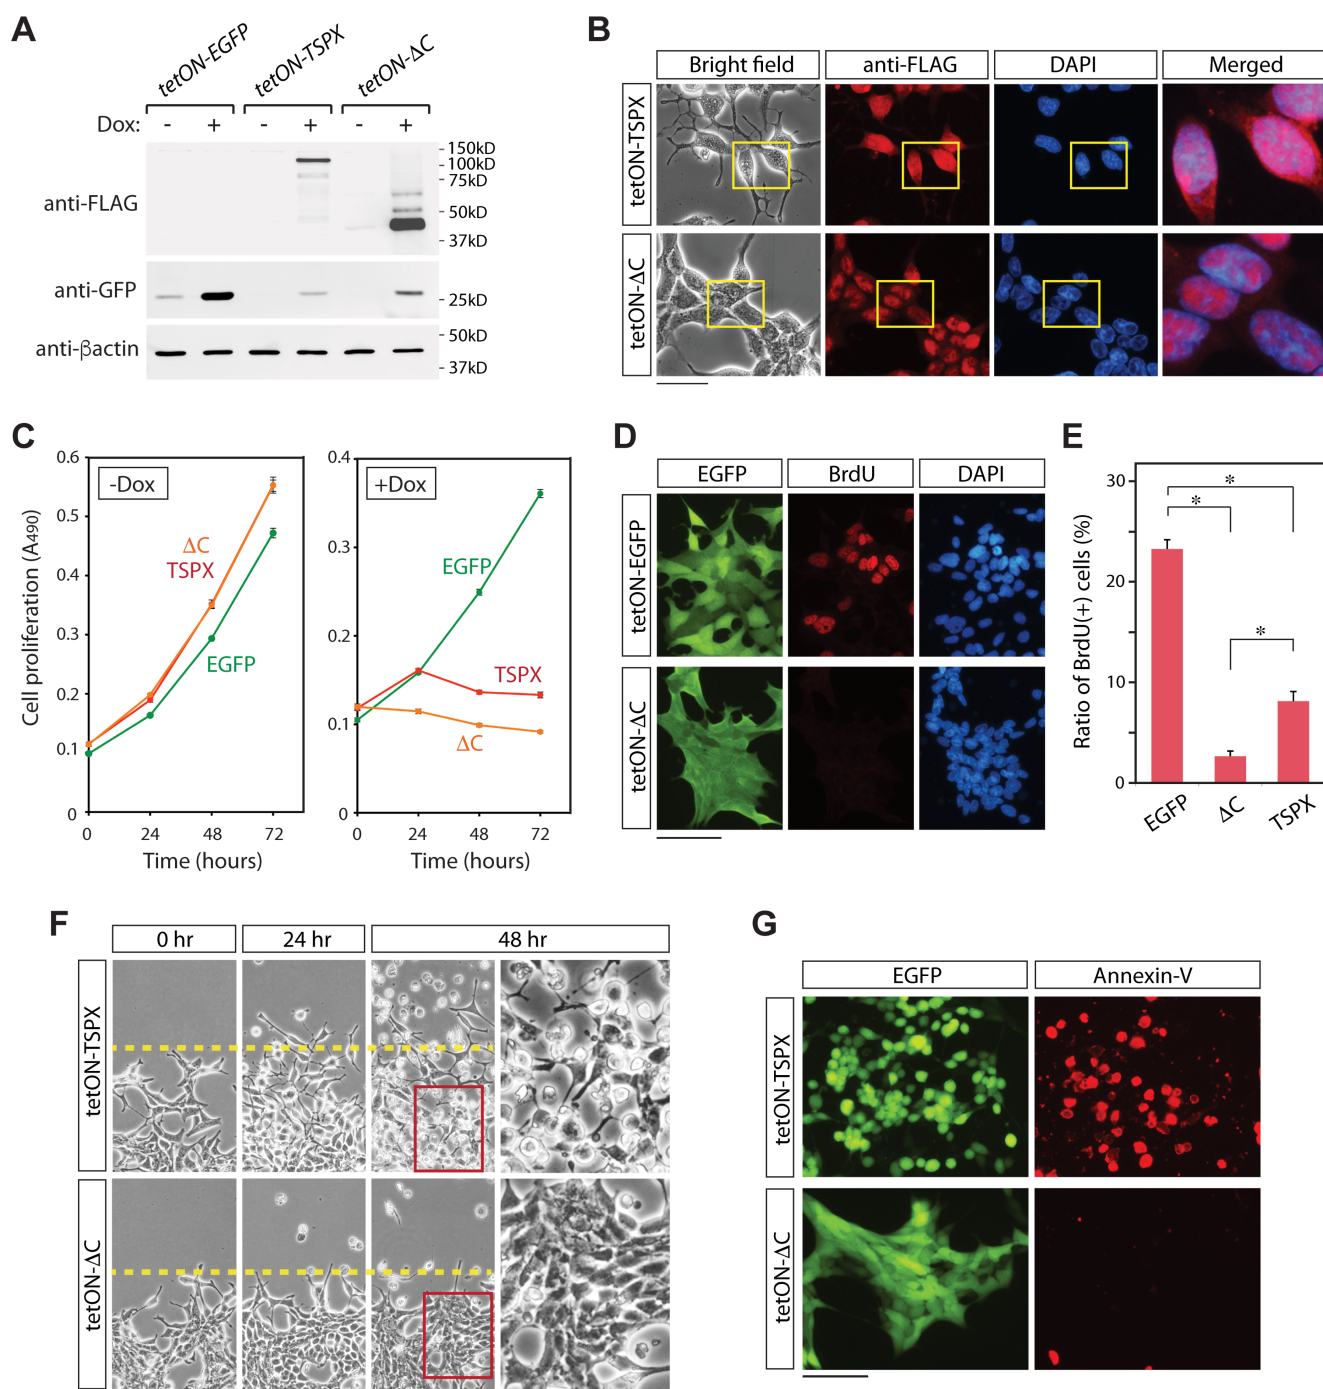 A
tetON-EGFP
tetON-TSPX
tetON-ΔC
Dox: - + - + - +
anti-FLAG
150kD
100kD
75kD
50kD
37kD
anti-GFP
25kD
anti-βactin
50kD
37kD
B
Bright field
anti-FLAG
DAPI
Merged
tetON-TSPX
tetON-ΔC
C
Cell proliferation (A490)
-Dox
0.6
0.5
0.4
0.3
0.2
0.1
0
ΔC
TSPX
EGFP
0 24 48 72
Time (hours)
+Dox
0.4
0.3
0.2
0.1
0
EGFP
TSPX
ΔC
0 24 48 72
Time (hours)
D
EGFP
BrdU
DAPI
tetON-EGFP
tetON-ΔC
E
Ratio of BrdU(+) cells (%)
30
20
10
0
*
*
*
EGFP
ΔC
TSPX
F
0 hr
24 hr
48 hr
tetON-TSPX
tetON-ΔC
G
EGFP
Annexin-V
tetON-TSPX
tetON-ΔC